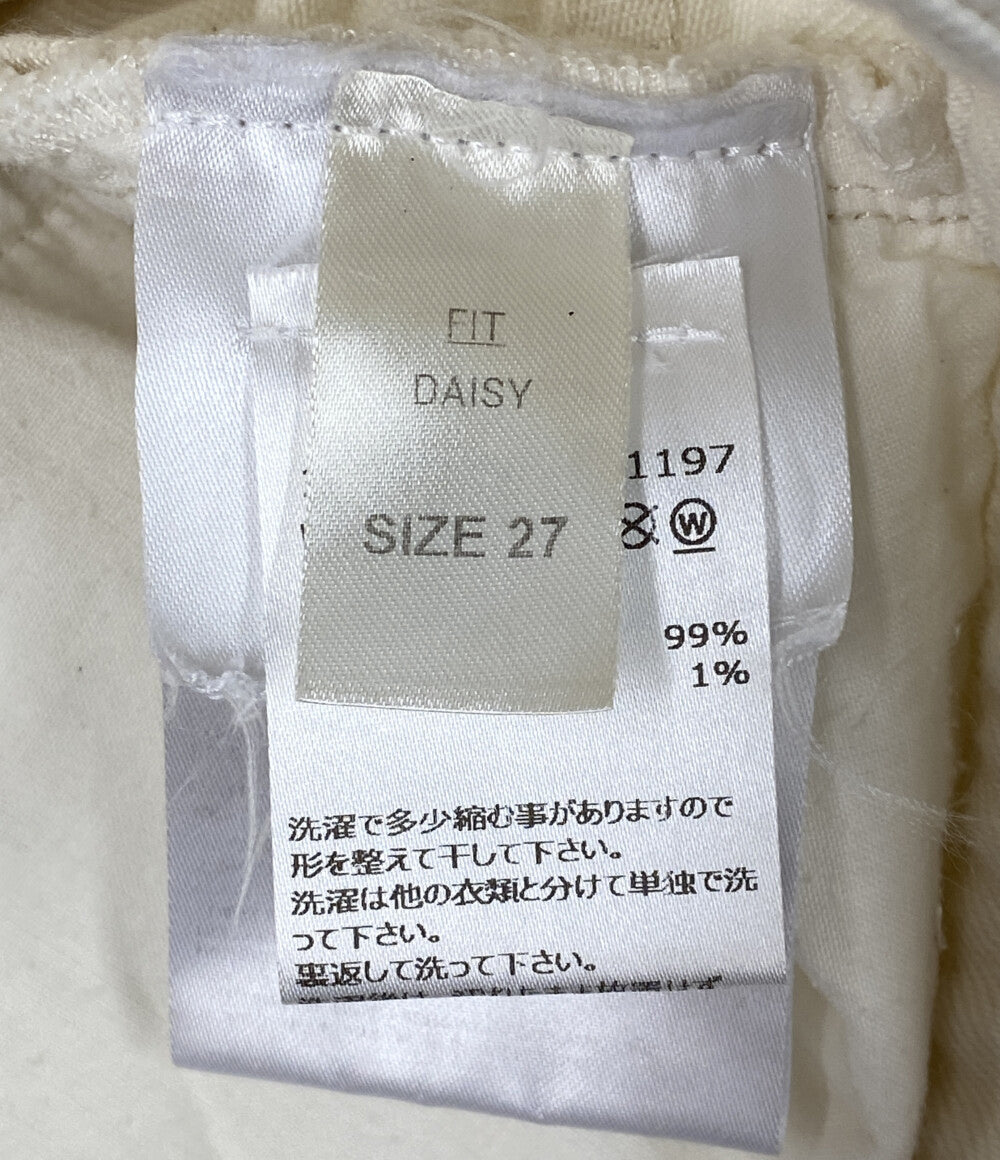 FIT
DAISY
1197
SIZE 27
W
99%
1%
洗濯で多少縮む事がありますので
形を整えて干して下さい。
洗濯は他の衣類と分けて単独で洗
って下さい。
裏返して洗って下さい。